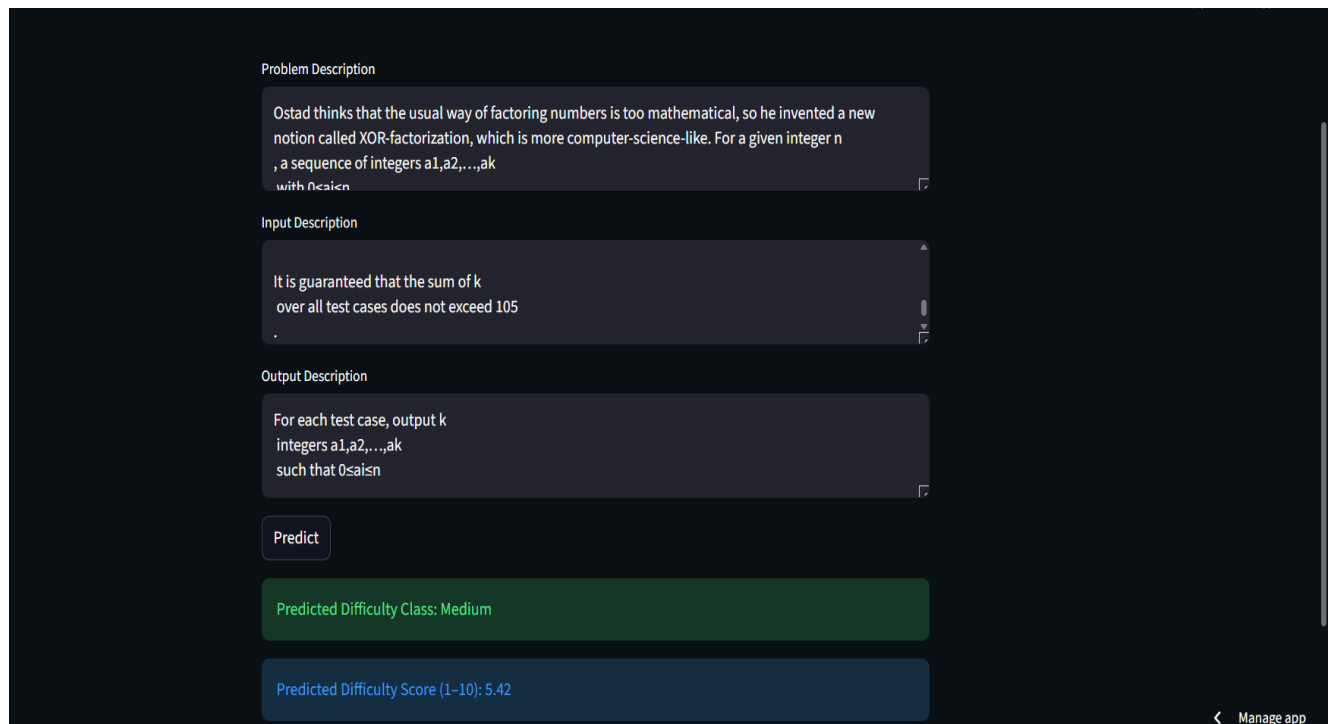 Problem Description
Ostad thinks that the usual way of factoring numbers is too mathematical, so he invented a new
notion called XOR-factorization, which is more computer-science-like. For a given integer n
, a sequence of integers a1,a2,…,ak
with 0≤ai≤n
Input Description
It is guaranteed that the sum of k
over all test cases does not exceed 105
.
Output Description
For each test case, output k
integers a1,a2,…,ak
such that 0≤ai≤n
Predict
Predicted Difficulty Class: Medium
Predicted Difficulty Score (1–10): 5.42
Manage app